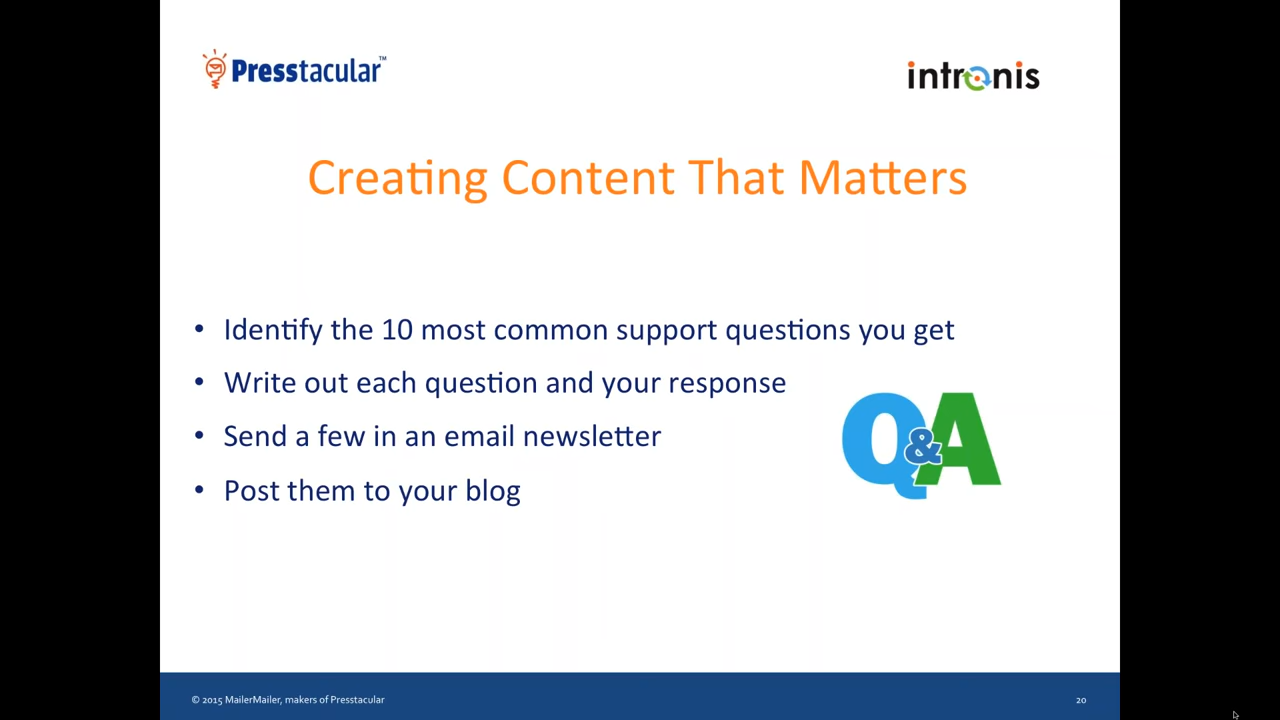 Presstacular™
intronis
Creating Content That Matters
• Identify the 10 most common support questions you get
• Write out each question and your response
• Send a few in an email newsletter
• Post them to your blog
Q&A
© 2015 MailerMailer, makers of Presstacular
20